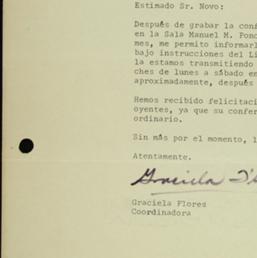 Estimado Sr. Novo:
Después de grabar la conf
en la Sala Manuel M. Ponc
mes, me permito informarl
bajo instrucciones del Li
la estamos transmitiendo
ches de lunes a sábado en
aproximadamente, después
Hemos recibido felicitaci
oyentes, ya que su confer
ordinario.
Sin más por el momento, l
Atentamente.
Graciela F
Graciela Florez
Coordinadora